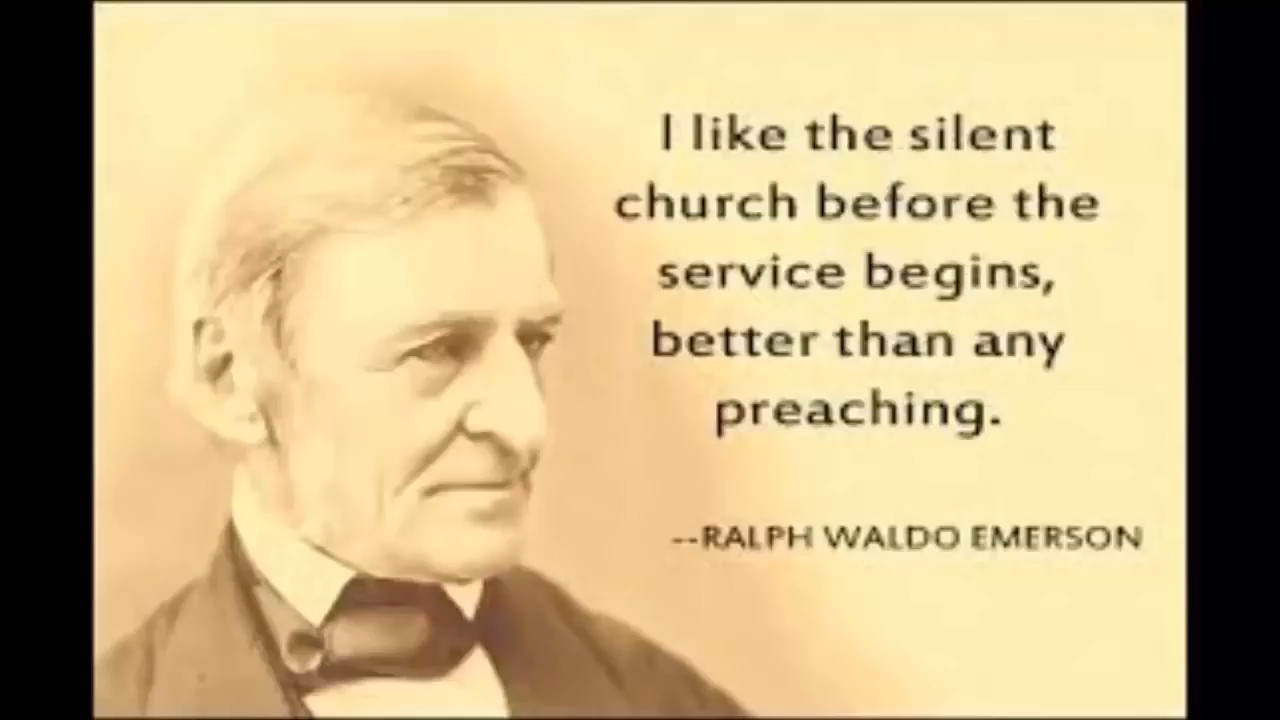 I like the silent
church before the
service begins,
better than any
preaching.
--RALPH WALDO EMERSON